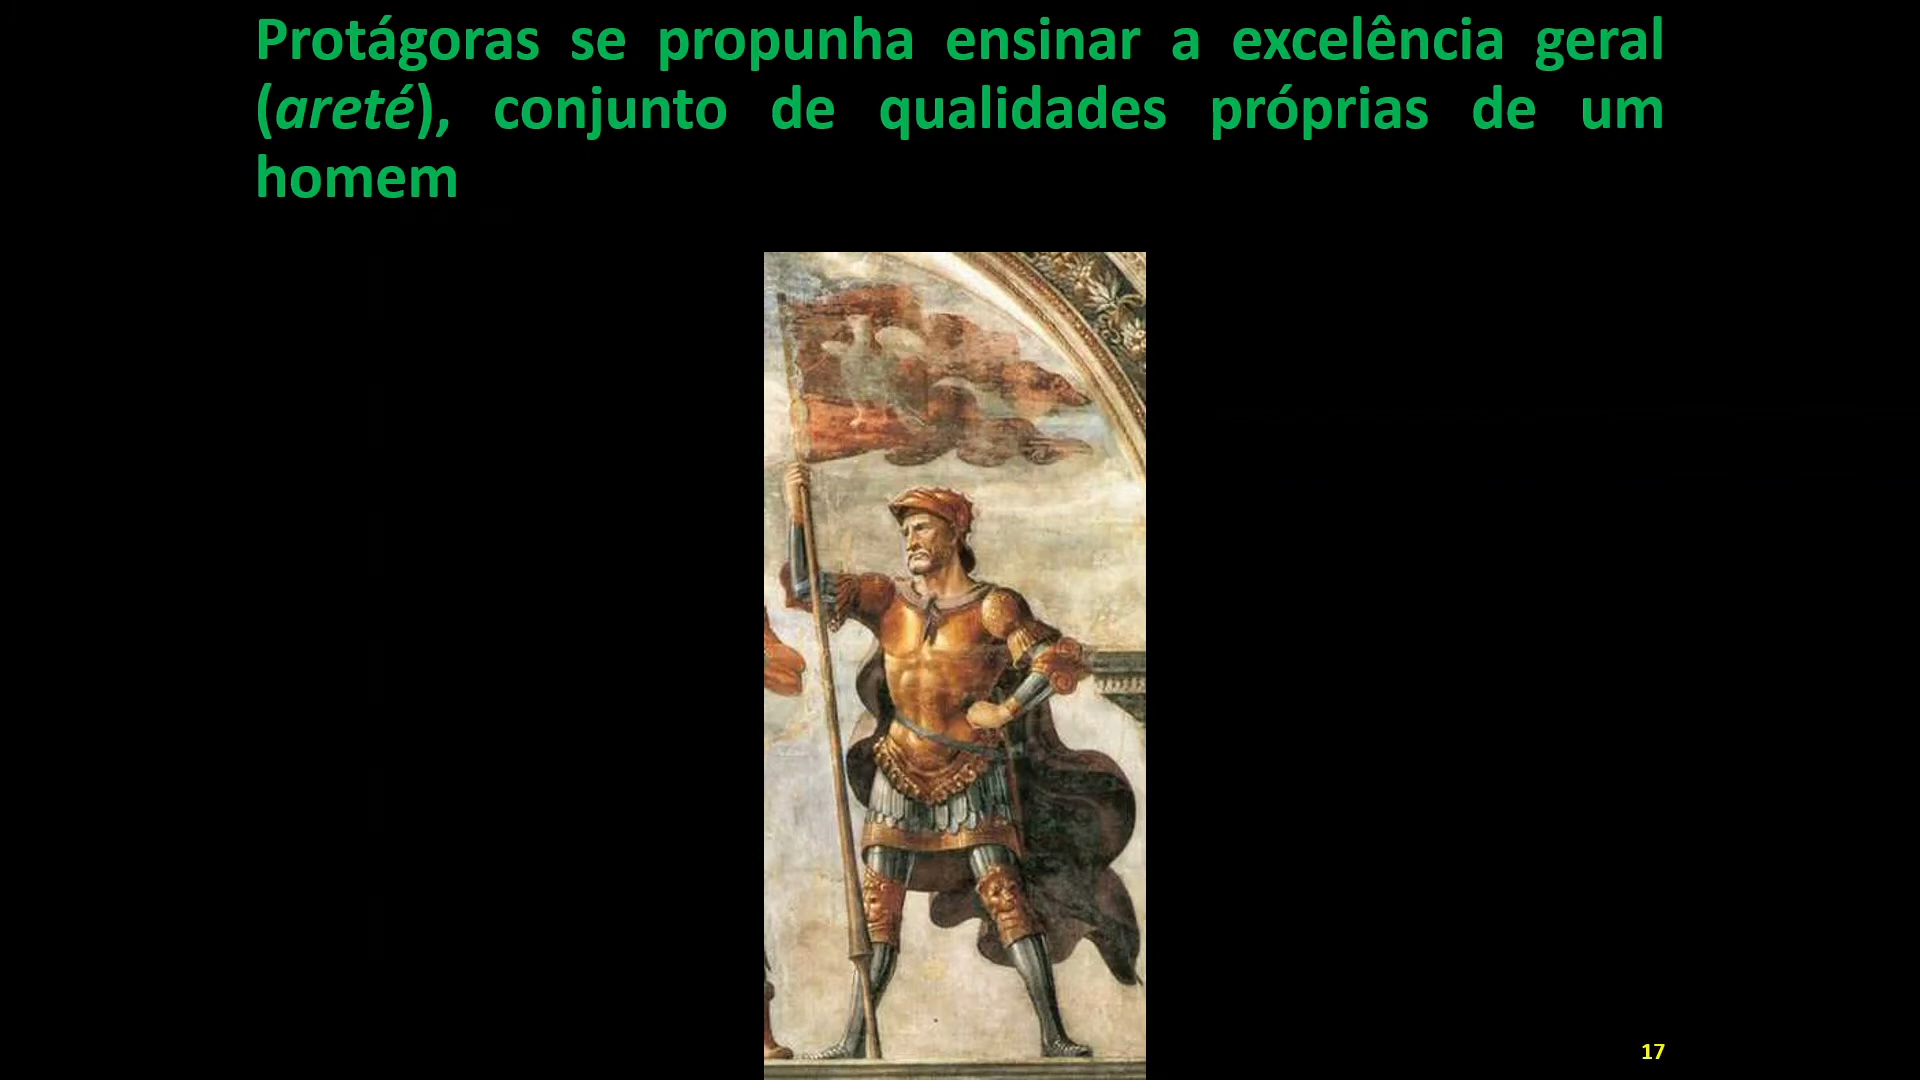 Protágoras se propunha ensinar a excelência geral
(areté), conjunto de qualidades próprias de um
homem
17